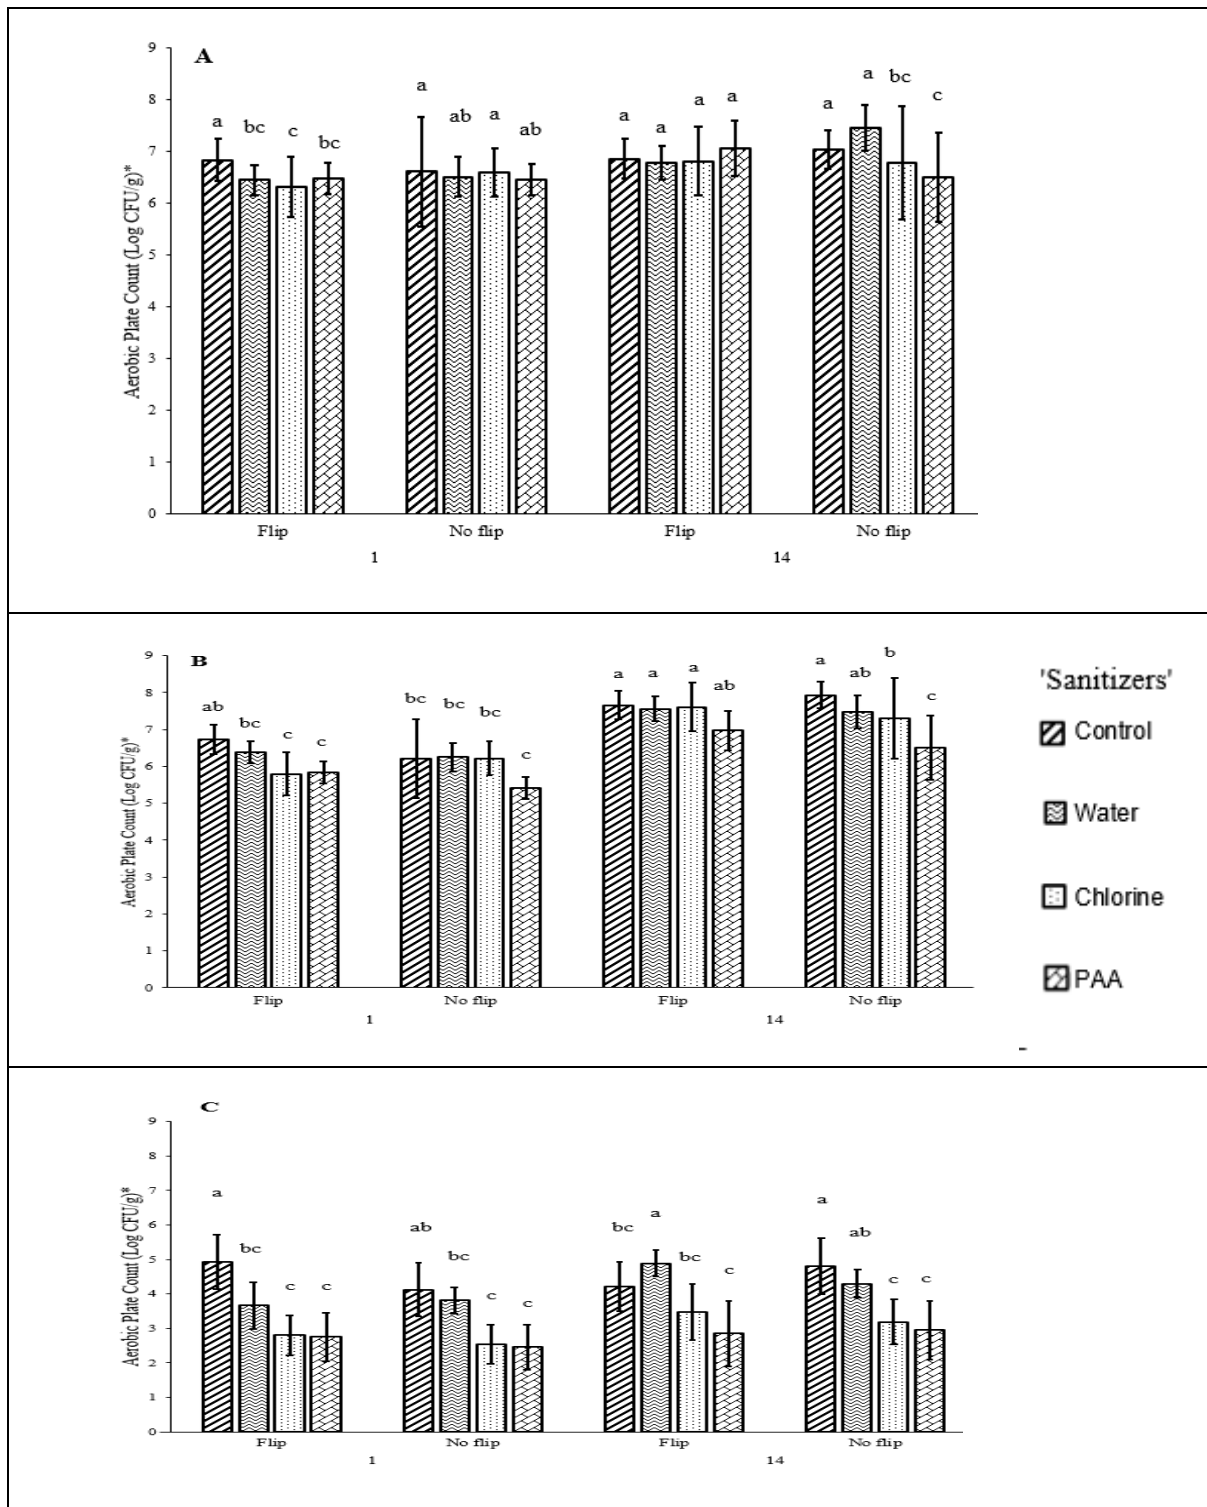 A
Aerobic Plate Count (Log CFU/g)*
9
8
7
6
5
4
3
2
1
0
a bc c bc
a ab a ab
a a a a
a a bc c
Flip No flip Flip No flip
1 14
B
Aerobic Plate Count (Log CFU/g)*
9
8
7
6
5
4
3
2
1
0
ab bc c c
bc bc bc c
a a a ab
a ab b c
Flip No flip Flip No flip
1 14
'Sanitizers'
Control
Water
Chlorine
PAA
-
C
Aerobic Plate Count (Log CFU/g)*
9
8
7
6
5
4
3
2
1
0
a bc c c
ab bc c c
bc a bc c
a ab c c
Flip No flip Flip No flip
1 14